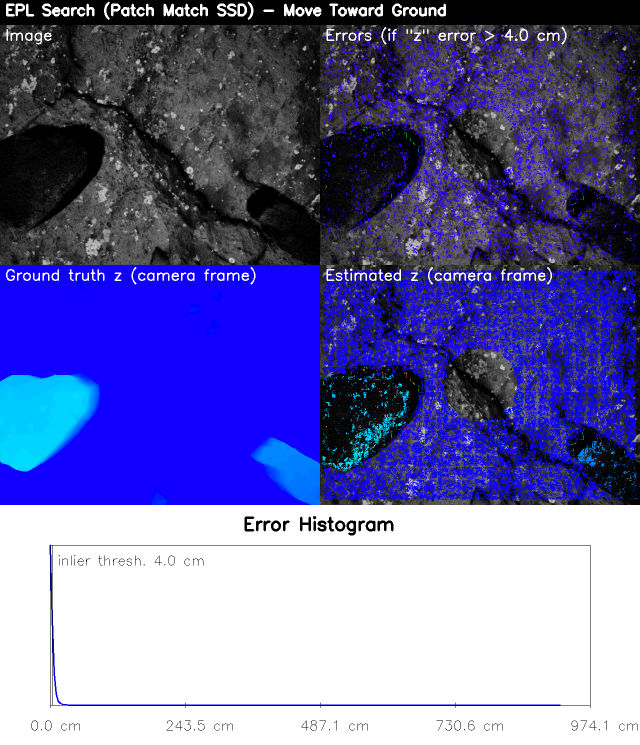 EPL Search (Patch Match SSD) - Move Toward Ground
Image
Errors (if "z" error > 4.0 cm)
Ground truth z (camera frame)
Estimated z (camera frame)
Error Histogram
inlier thresh. 4.0 cm
0.0 cm
243.5 cm
487.1 cm
730.6 cm
974.1 cm